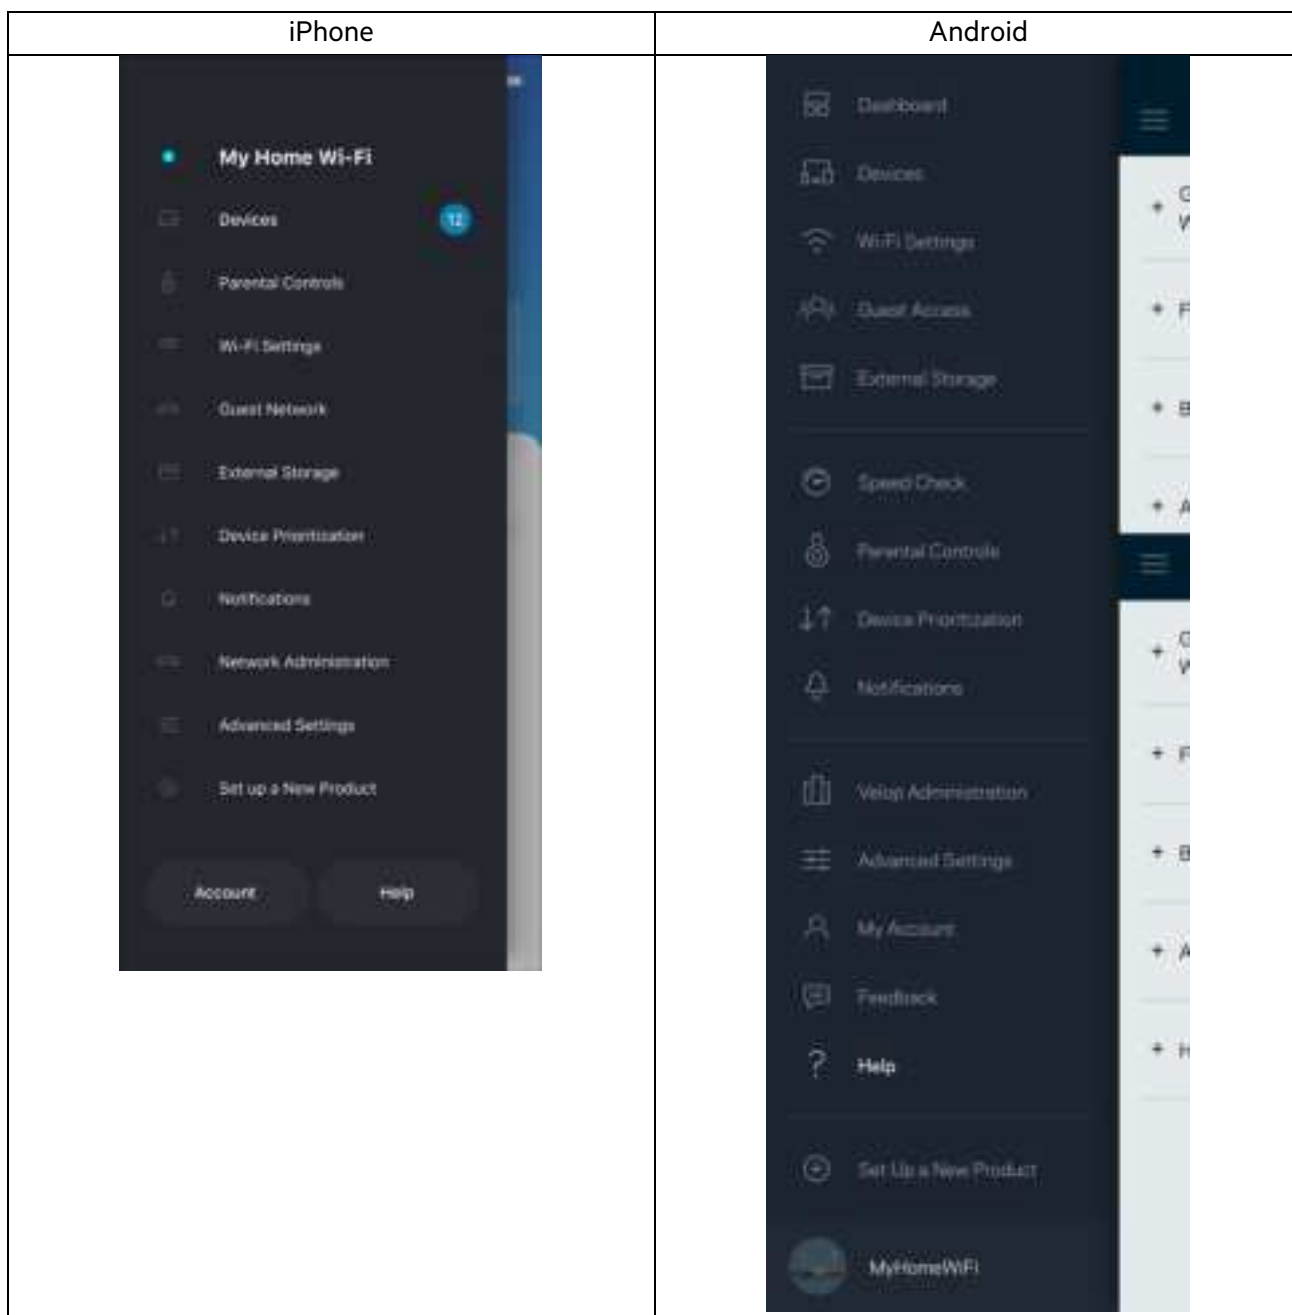 iPhone
Android
My Home Wi-Fi
Devices
12
Parental Controls
Wi-Fi Settings
Guest Network
External Storage
Device Prioritization
Notifications
Network Administration
Advanced Settings
Set up a New Product
Account
Help
Dashboard
Devices
Wi-Fi Settings
Guest Access
External Storage
Speed Check
Parental Controls
Device Prioritization
Notifications
Velop Administration
Advanced Settings
My Account
Feedback
Help
Set Up a New Product
MyHomeWiFi
+ G
W
+ F
+ B
+ A
+ G
W
+ F
+ B
+ A
+ H